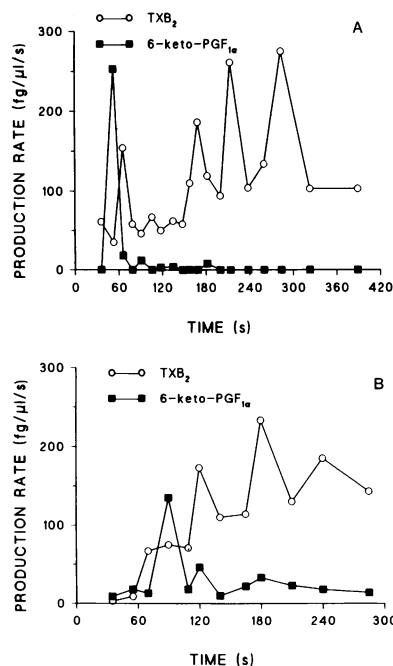 A
TXB₂
6-keto-PGF₁α
PRODUCTION RATE (fg/μl/s)
300
200
100
0
0 60 120 180 240 300 360 420
TIME (s)
B
TXB₂
6-keto-PGF₁α
PRODUCTION RATE (fg/μl/s)
300
200
100
0
0 60 120 180 240 300
TIME (s)